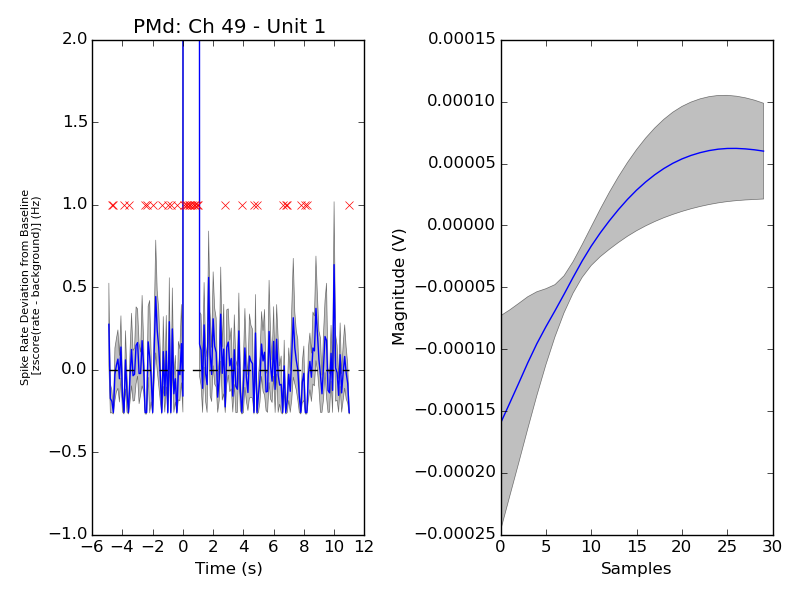 PMd: Ch 49 - Unit 1
2.0
1.5
1.0
0.5
0.0
−0.5
−1.0
Spike Rate Deviation from Baseline
[zscore(rate - background)] (Hz)
−6 −4 −2 0 2 4 6 8 10 12
Time (s)
0.00015
0.00010
0.00005
0.00000
−0.00005
−0.00010
−0.00015
−0.00020
−0.00025
Magnitude (V)
0 5 10 15 20 25 30
Samples